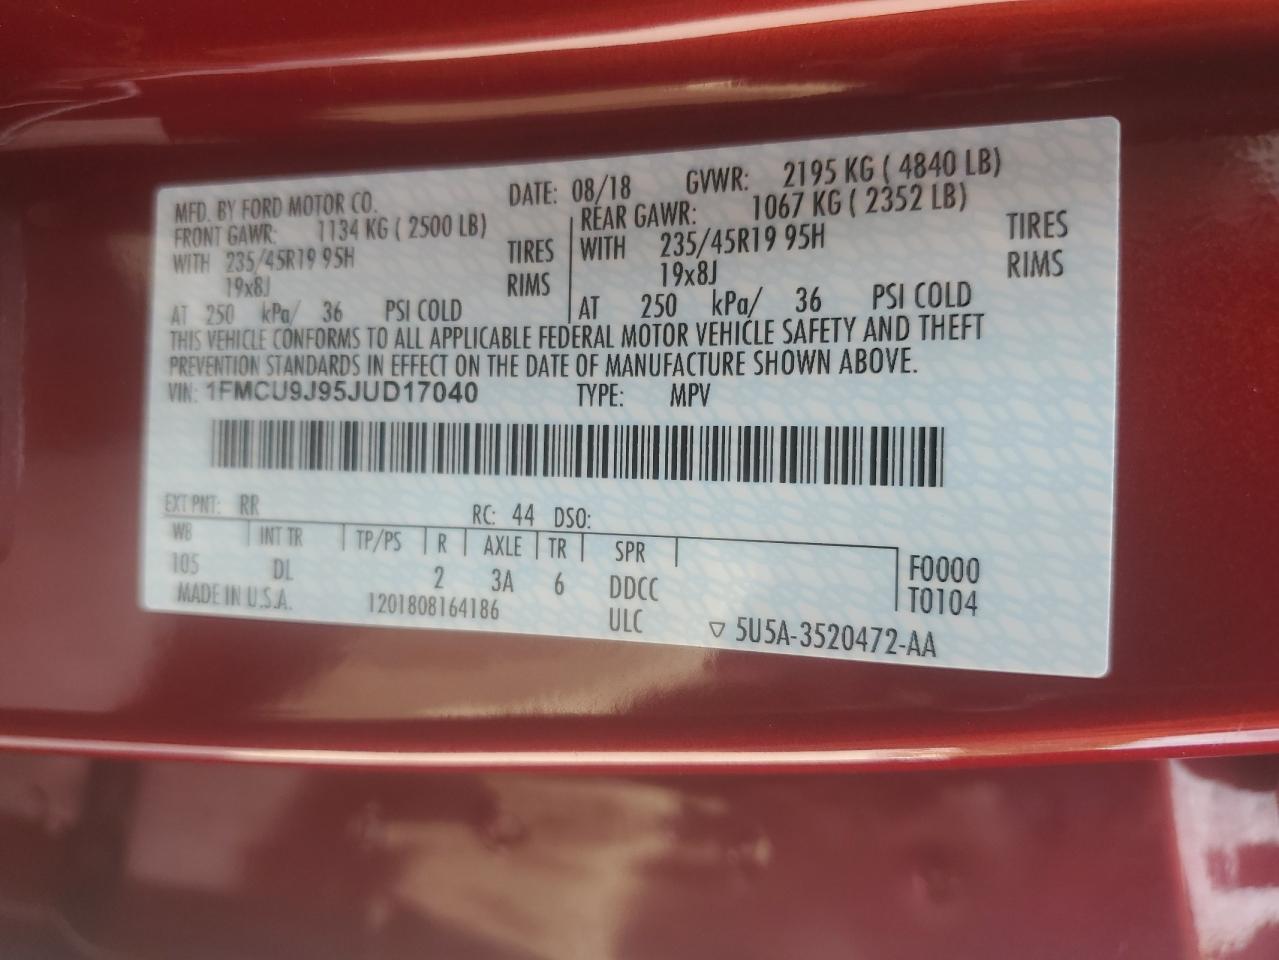 MFD. BY FORD MOTOR CO. DATE: 08/18 GVWR: 2195 KG ( 4840 LB)
FRONT GAWR: 1134 KG ( 2500 LB) REAR GAWR: 1067 KG ( 2352 LB)
WITH 235/45R19 95H TIRES WITH 235/45R19 95H TIRES
19x8J RIMS 19x8J RIMS
AT 250 kPa/ 36 PSI COLD AT 250 kPa/ 36 PSI COLD
THIS VEHICLE CONFORMS TO ALL APPLICABLE FEDERAL MOTOR VEHICLE SAFETY AND THEFT
PREVENTION STANDARDS IN EFFECT ON THE DATE OF MANUFACTURE SHOWN ABOVE.
VIN: 1FMCU9J95JUD17040 TYPE: MPV
EXT PNT: RR RC: 44 DSO:
WB INT TR TP/PS R AXLE TR SPR F0000
105 DL 2 3A 6 DDCC T0104
MADE IN U.S.A. 1201808164186 ULC ▽ 5U5A-3520472-AA